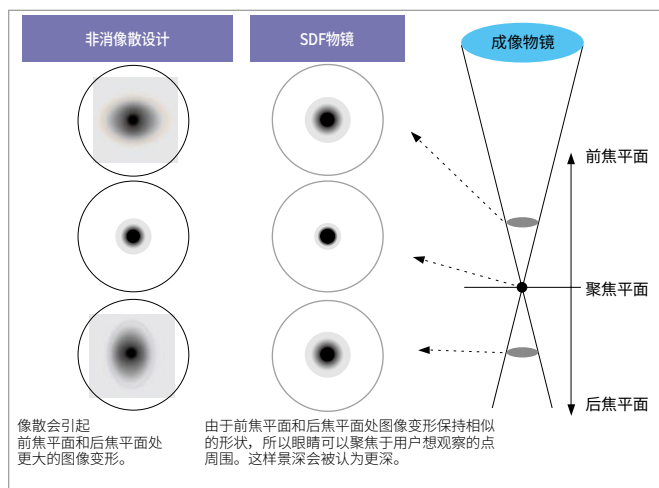 非消像散设计
SDF物镜
成像物镜
前焦平面
聚焦平面
后焦平面
像散会引起
前焦平面和后焦平面处
更大的图像变形。
由于前焦平面和后焦平面处图像变形保持相似
的形状，所以眼睛可以聚焦于用户想观察的点
周围。这样景深会被认为更深。